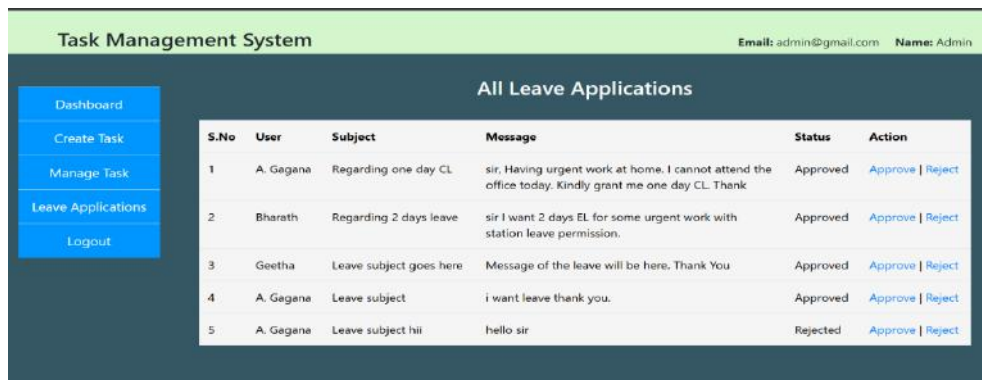 Task Management System
Email: admin@gmail.com Name: Admin
Dashboard
Create Task
Manage Task
Leave Applications
Logout
All Leave Applications
S.No User Subject Message Status Action
1 A. Gagana Regarding one day CL sir, Having urgent work at home. I cannot attend the Approved Approve | Reject
office today. Kindly grant me one day CL. Thank
2 Bharath Regarding 2 days leave sir I want 2 days EL for some urgent work with Approved Approve | Reject
station leave permission.
3 Geetha Leave subject goes here Message of the leave will be here. Thank You Approved Approve | Reject
4 A. Gagana Leave subject i want leave thank you. Approved Approve | Reject
5 A. Gagana Leave subject hii hello sir Rejected Approve | Reject